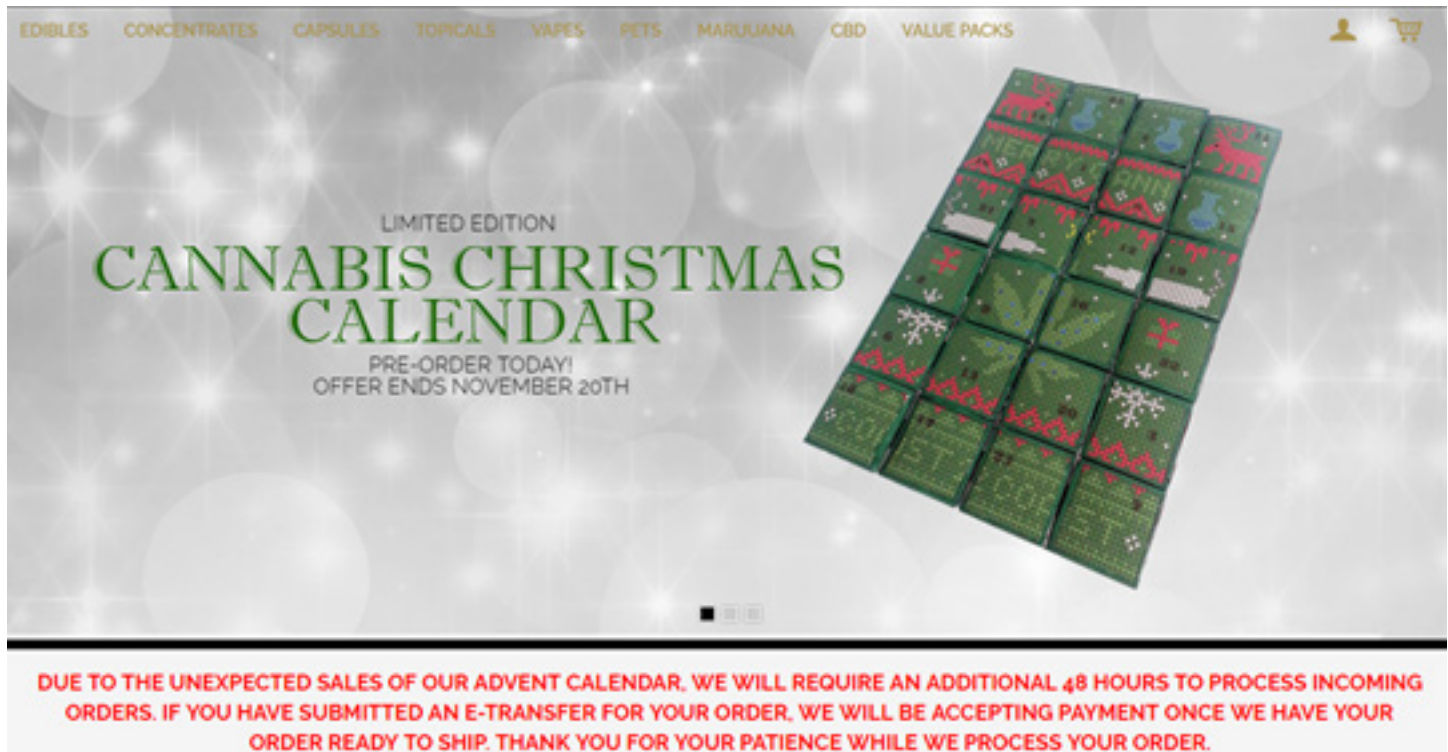 EDIBLES CONCENTRATES CAPSULES TOPICALS VAPES PETS MARIJUANA CBD VALUE PACKS
LIMITED EDITION
CANNABIS CHRISTMAS
CALENDAR
PRE-ORDER TODAY!
OFFER ENDS NOVEMBER 20TH
MERRY
DUE TO THE UNEXPECTED SALES OF OUR ADVENT CALENDAR, WE WILL REQUIRE AN ADDITIONAL 48 HOURS TO PROCESS INCOMING
ORDERS. IF YOU HAVE SUBMITTED AN E-TRANSFER FOR YOUR ORDER, WE WILL BE ACCEPTING PAYMENT ONCE WE HAVE YOUR
ORDER READY TO SHIP. THANK YOU FOR YOUR PATIENCE WHILE WE PROCESS YOUR ORDER.